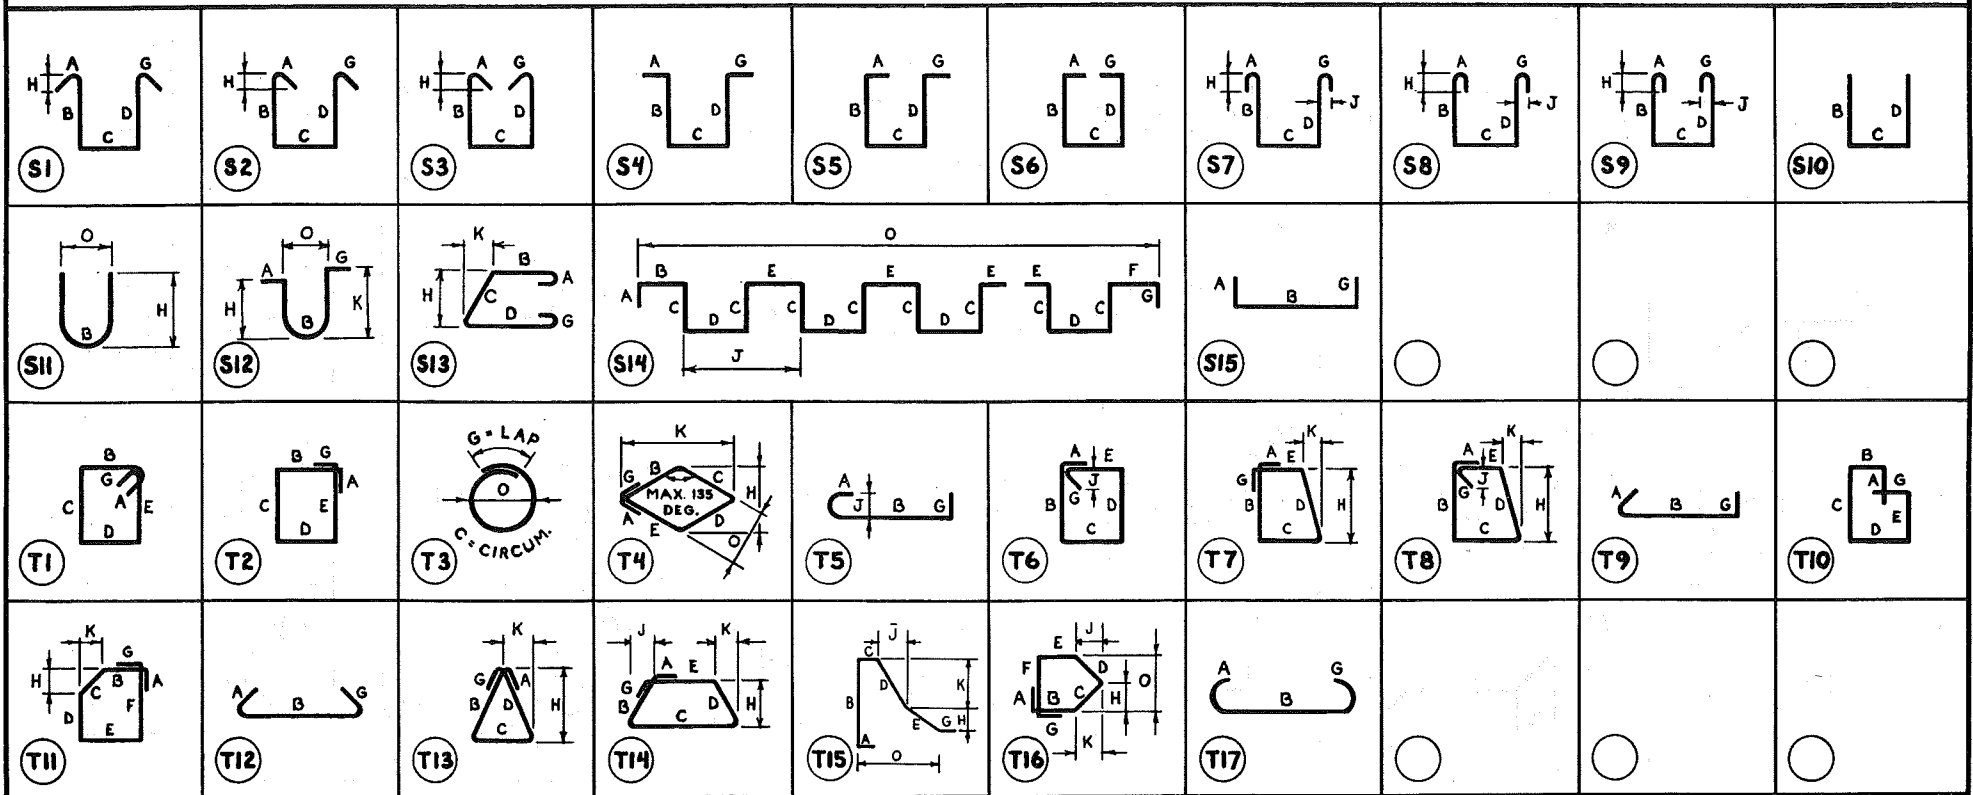 H A G B D C S1
H A G B D C S2
H A G B D C S3
A G B D C S4
A G B D C S5
A G B D C S6
H A G B D C J S7
H A G B D C J S8
H A G B D C J S9
B D C S10
O H B S11
O A G H K B S12
K B A H C D G S13
O B E E E E F A C C C C C C C G D D D D J S14
A B G S15
B G C A E D T1
B G C A E D T2
G = LAP O C = CIRCUM. T3
K G B C H MAX. 135 DEG. A E D O T4
A J B G T5
A E J G B D C T6
K A E G B D H C T7
K A E J G B D H C T8
A B G T9
B A G C E D T10
K G H B A C D F E T11
A B G T12
K G A B D H C T13
J K A E G B D H C T14
C J D K B E G H A O T15
E J F D A B C H O G K T16
A B G T17